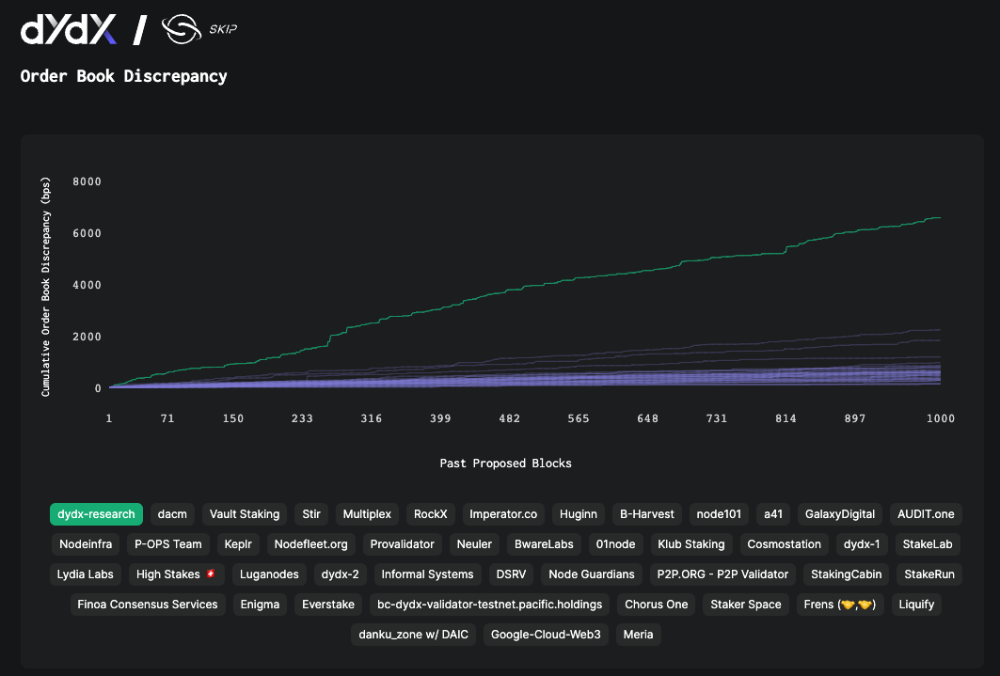 dYdX / SKIP
Order Book Discrepancy
Cumulative Order Book Discrepancy (bps)
8000
6000
4000
2000
0
1 71 150 233 316 399 482 565 648 731 814 897 1000
Past Proposed Blocks
dydx-research dacm Vault Staking Stir Multiplex RockX Imperator.co Huginn B-Harvest node101 a41 GalaxyDigital AUDIT.one
Nodeinfra P-OPS Team Keplr Nodefleet.org Provalidator Neuler BwareLabs 01node Klub Staking Cosmostation dydx-1 StakeLab
Lydia Labs High Stakes 🇨🇭 Luganodes dydx-2 Informal Systems DSRV Node Guardians P2P.ORG - P2P Validator StakingCabin StakeRun
Finoa Consensus Services Enigma Everstake bc-dydx-validator-testnet.pacific.holdings Chorus One Staker Space Frens (🤝,🤝) Liquify
danku_zone w/ DAIC Google-Cloud-Web3 Meria